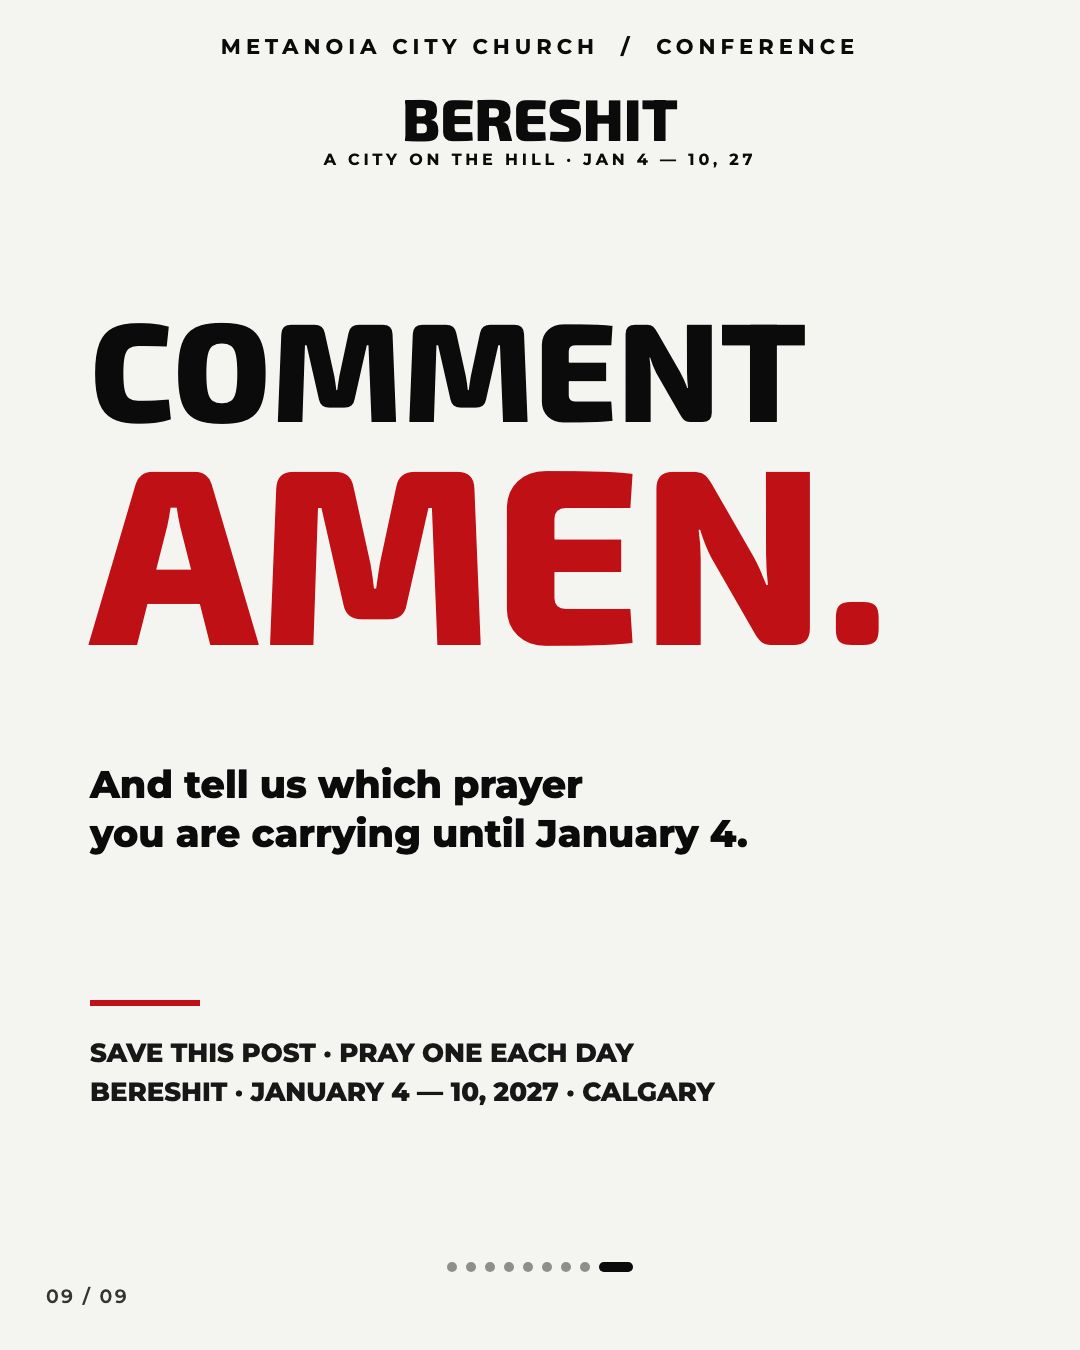 METANOIA CITY CHURCH / CONFERENCE
BERESHIT
A CITY ON THE HILL · JAN 4 — 10, 27
COMMENT
AMEN.
And tell us which prayer
you are carrying until January 4.
SAVE THIS POST · PRAY ONE EACH DAY
BERESHIT · JANUARY 4 — 10, 2027 · CALGARY
09 / 09